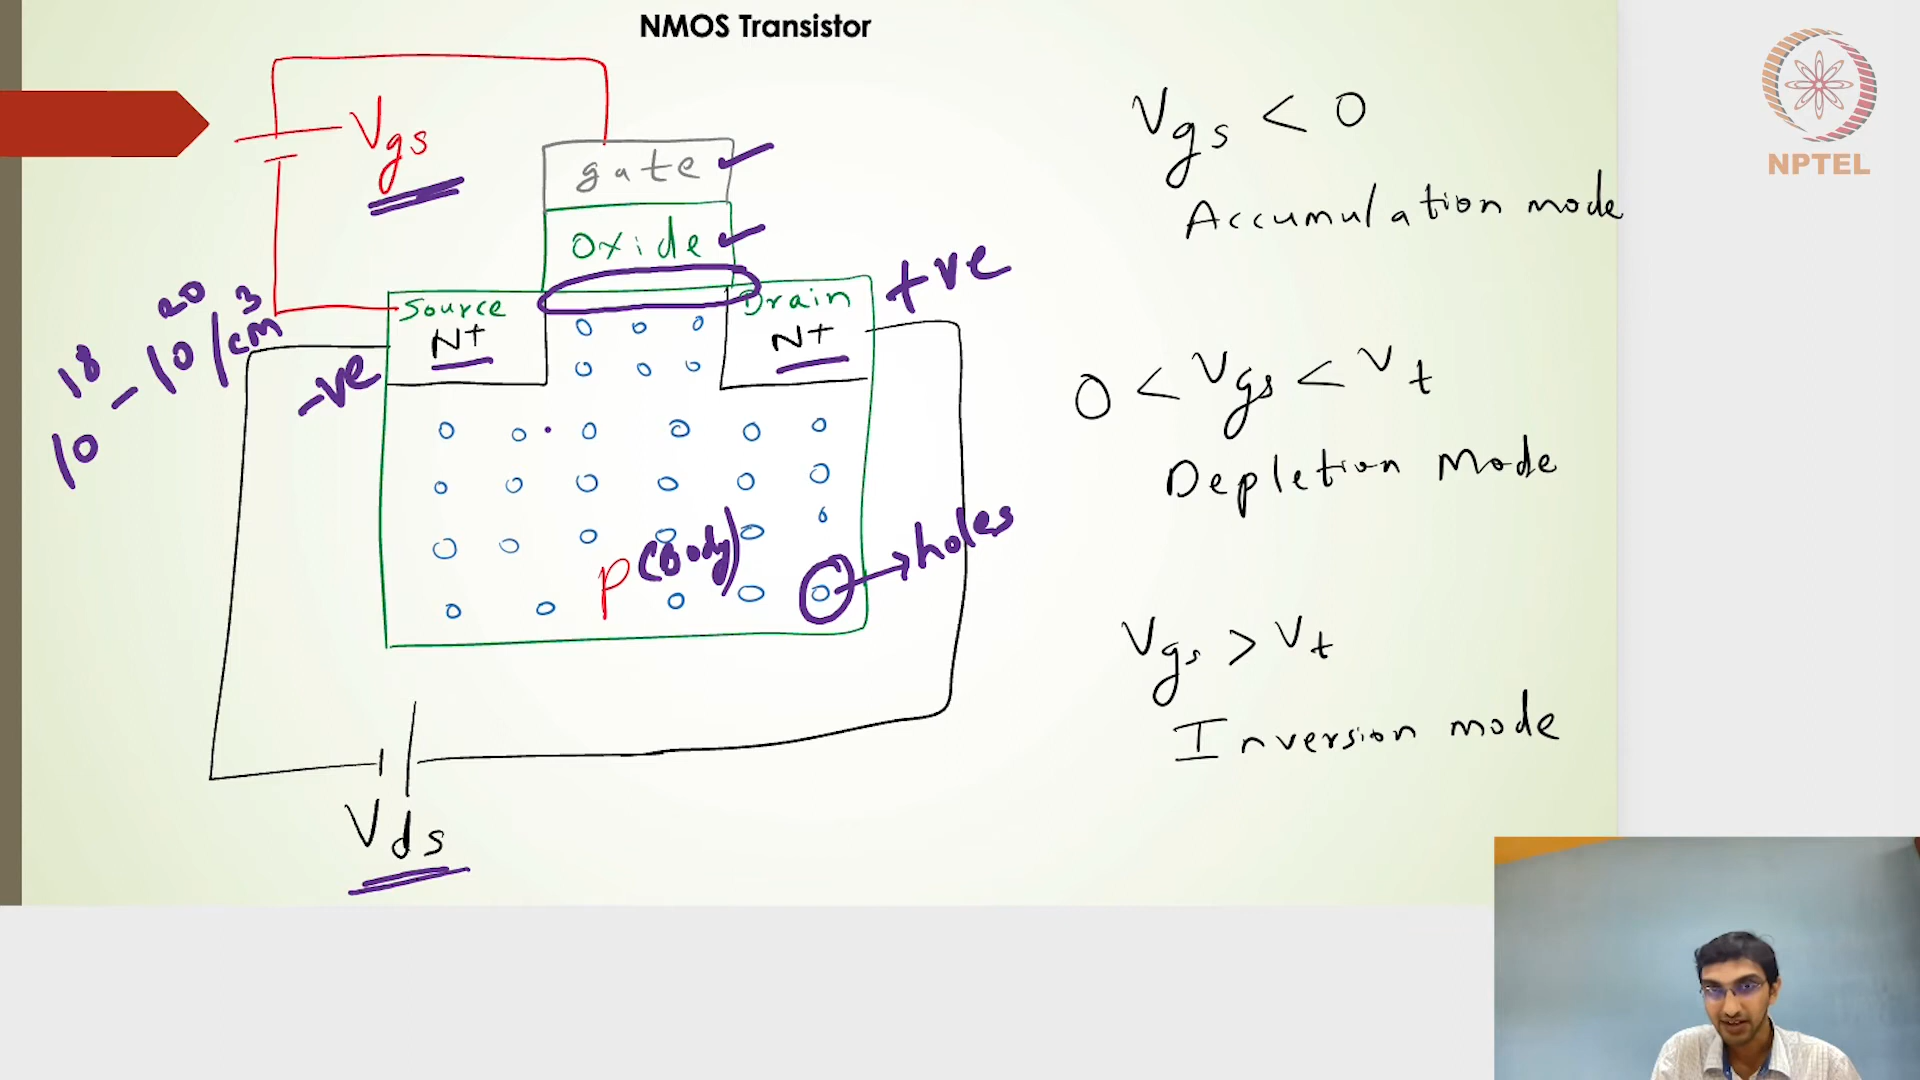 NMOS Transistor
NPTEL
Vgs
gate
oxide
Source
N+
Drain
N+
-ve
+ve
10^18 - 10^20/cm^3
p (Body)
holes
Vds
Vgs < 0
Accumulation mode
0 < Vgs < Vt
Depletion Mode
Vgs > Vt
Inversion mode